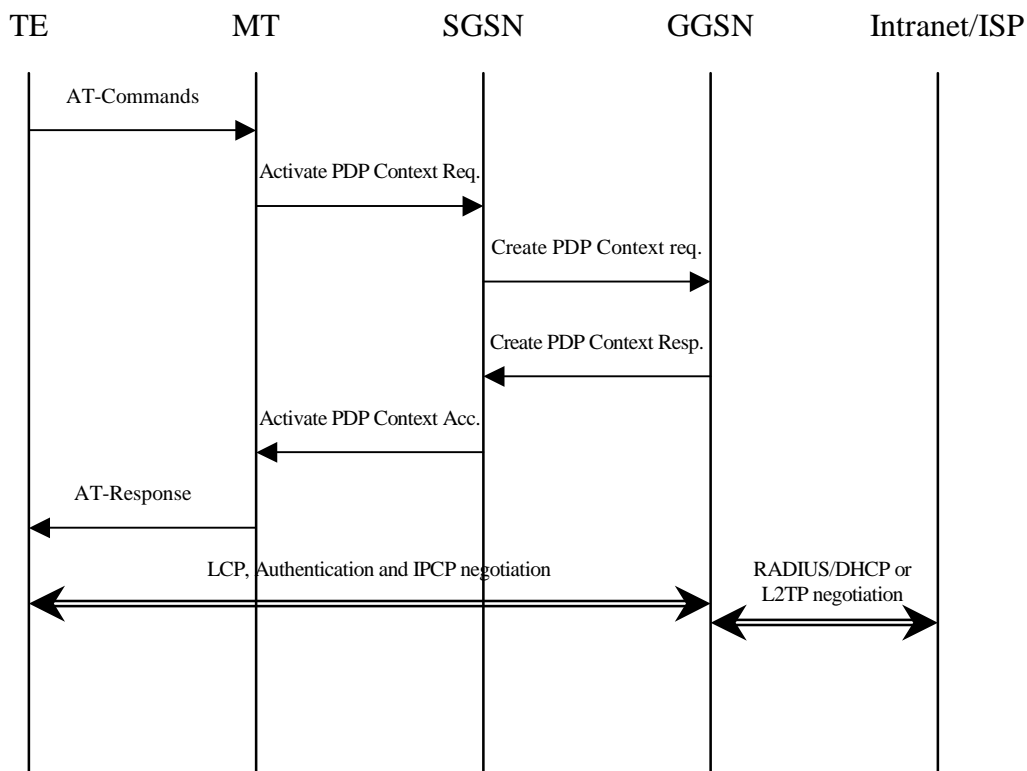 TE MT SGSN GGSN Intranet/ISP
AT-Commands
Activate PDP Context Req.
Create PDP Context req.
Create PDP Context Resp.
Activate PDP Context Acc.
AT-Response
LCP, Authentication and IPCP negotiation
RADIUS/DHCP or
L2TP negotiation